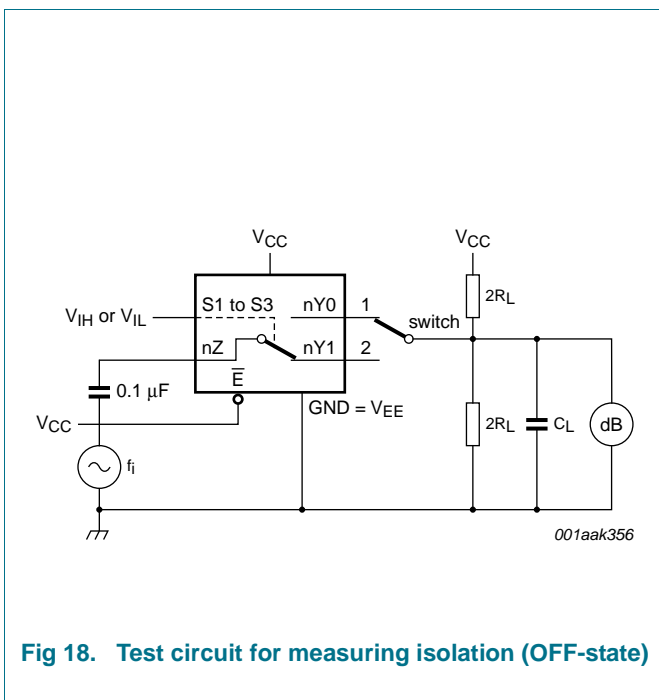 VCC VCC
2RL
S1 to S3 nY0 1
VIH or VIL switch
nZ nY1 2
E̅
0.1 μF
GND = VEE 2RL CL dB
VCC
fi
001aak356
Fig 18. Test circuit for measuring isolation (OFF-state)